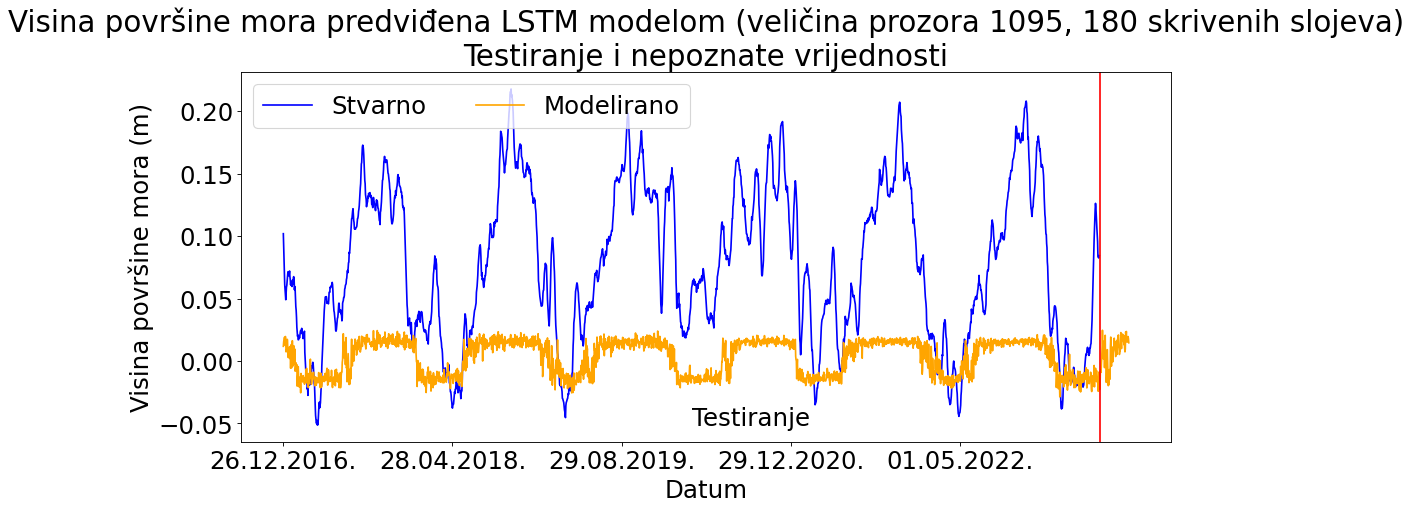 Visina površine mora predviđena LSTM modelom (veličina prozora 1095, 180 skrivenih slojeva)
Testiranje i nepoznate vrijednosti
Stvarno Modelirano
Visina površine mora (m)
0.20
0.15
0.10
0.05
0.00
−0.05
Testiranje
26.12.2016. 28.04.2018. 29.08.2019. 29.12.2020. 01.05.2022.
Datum